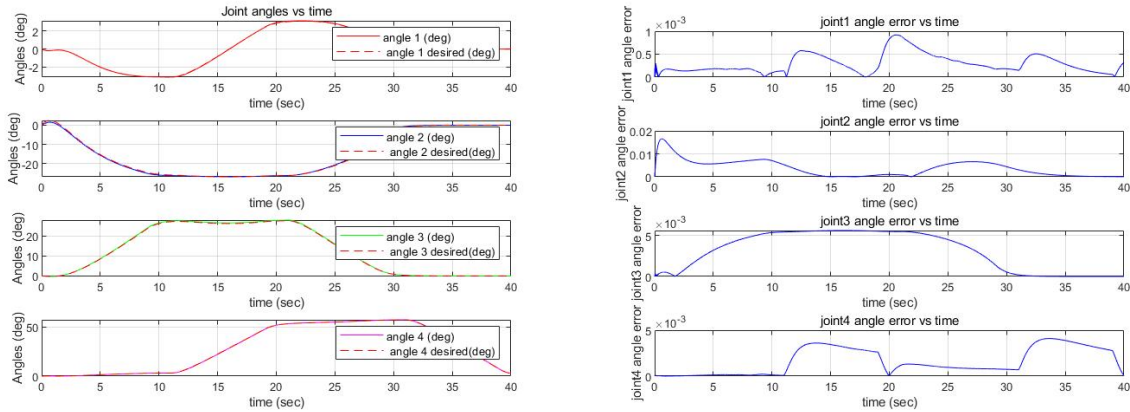 Joint angles vs time
Angles (deg)
2
0
-2
angle 1 (deg)
angle 1 desired (deg)
0 5 10 15 20 25 30 35 40
time (sec)
Angles (deg)
0
-10
-20
angle 2 (deg)
angle 2 desired(deg)
0 5 10 15 20 25 30 35 40
time (sec)
Angles (deg)
20
10
0
angle 3 (deg)
angle 3 desired(deg)
0 5 10 15 20 25 30 35 40
time (sec)
Angles (deg)
50
0
angle 4 (deg)
angle 4 desired(deg)
0 5 10 15 20 25 30 35 40
time (sec)
joint1 angle error vs time
×10⁻³
joint1 angle error
1
0.5
0
0 5 10 15 20 25 30 35 40
time (sec)
joint2 angle error vs time
joint2 angle error
0.02
0.01
0
0 5 10 15 20 25 30 35 40
time (sec)
joint3 angle error vs time
×10⁻³
joint3 angle error
5
0
0 5 10 15 20 25 30 35 40
time (sec)
joint4 angle error vs time
×10⁻³
joint4 angle error
5
0
0 5 10 15 20 25 30 35 40
time (sec)